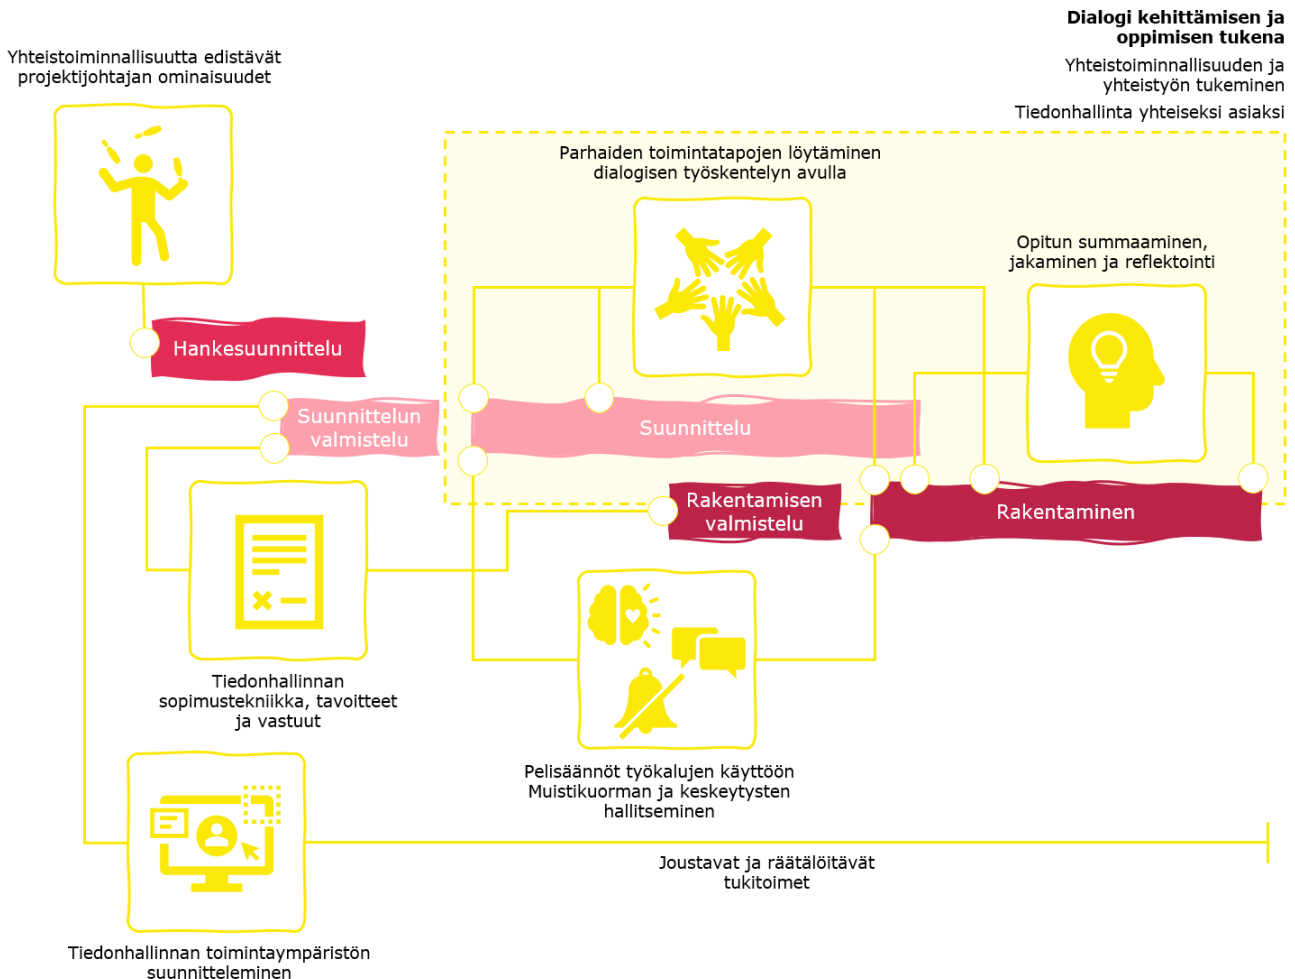 Dialogi kehittämisen ja
oppimisen tukena
Yhteistoiminnallisuuden ja
yhteistyön tukeminen
Tiedonhallinta yhteiseksi asiaksi
Yhteistoiminnallisuutta edistävät
projektijohtajan ominaisuudet
Parhaiden toimintatapojen löytäminen
dialogisen työskentelyn avulla
Opitun summaaminen,
jakaminen ja reflektointi
Hankesuunnittelu
Suunnittelun
valmistelu
Suunnittelu
Rakentamisen
valmistelu
Rakentaminen
Tiedonhallinnan
sopimustekniikka, tavoitteet
ja vastuut
Pelisäännöt työkalujen käyttöön
Muistikuorman ja keskeytysten
hallitseminen
Joustavat ja räätälöitävät
tukitoimet
Tiedonhallinnan toimintaympäristön
suunnitteleminen